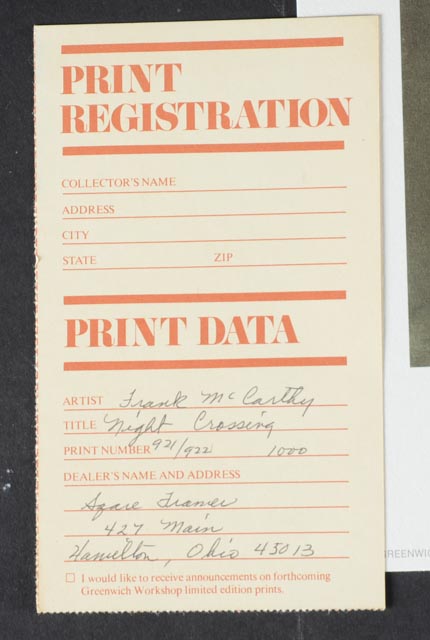 PRINT
REGISTRATION
COLLECTOR'S NAME
ADDRESS
CITY
STATE ZIP
PRINT DATA
ARTIST Frank McCarthy
TITLE Night Crossing
PRINT NUMBER 921/922 1000
DEALER'S NAME AND ADDRESS
Sqare Framer
427 Main
Hamilton, Ohio 45013
☐ I would like to receive announcements on forthcoming
Greenwich Workshop limited edition prints.